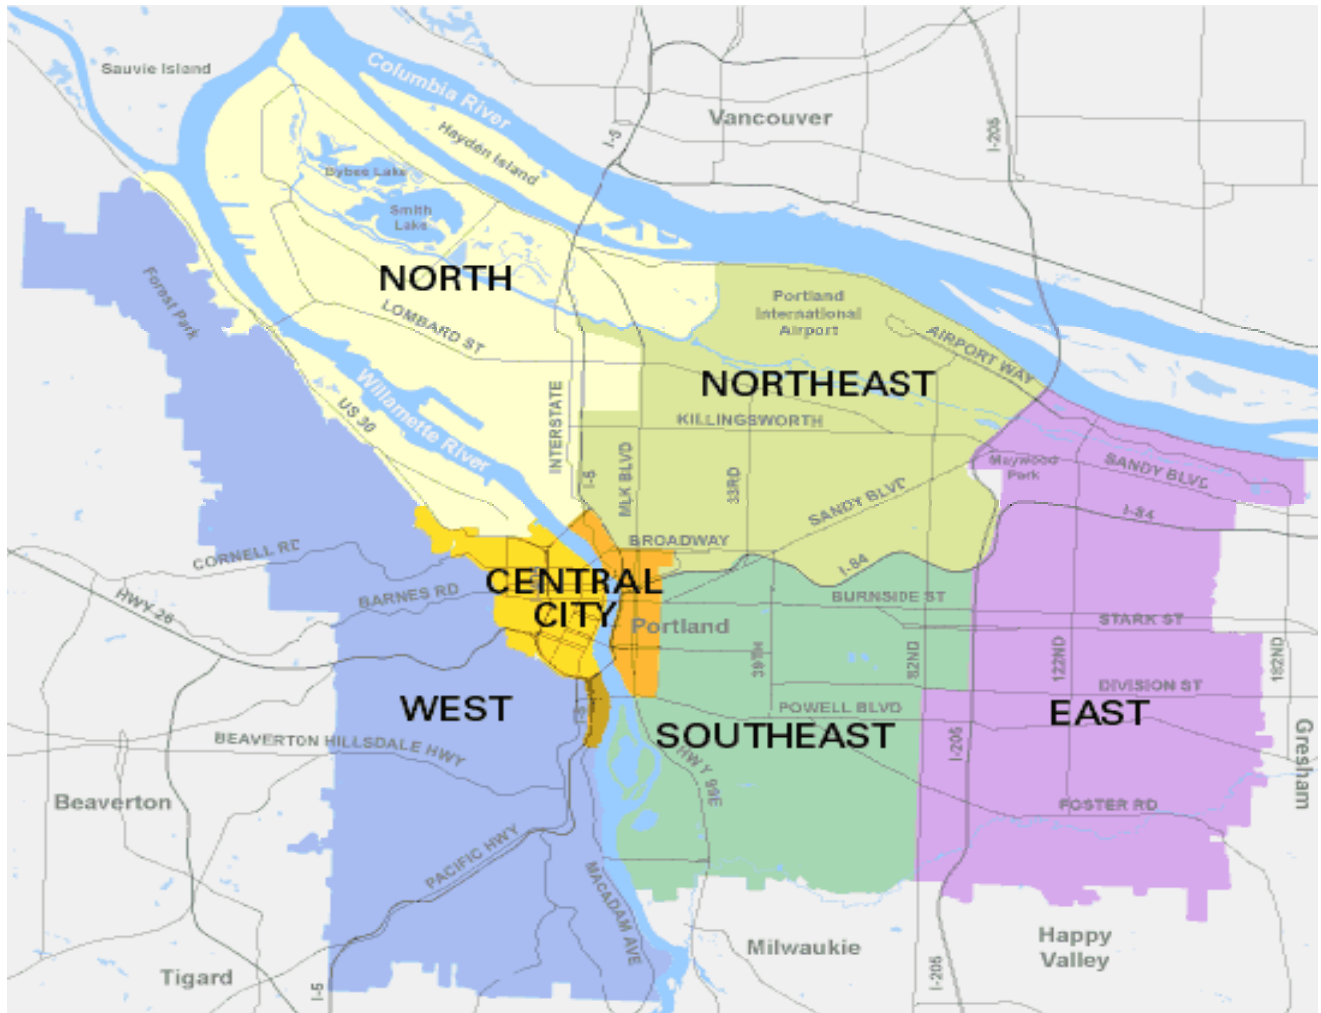 Sauvie Island
Columbia River
Hayden Island
Vancouver
I-5
I-205
Bybee Lake
Smith
Lake
NORTH
Forest Park
LOMBARD ST
Portland
International
Airport
AIRPORT WAY
NORTHEAST
KILLINGSWORTH
US 30
Willamette River
INTERSTATE
I-5
MLK BLVD
33RD
SANDY BLVD
Maywood
Park
SANDY BLVD
I-84
BROADWAY
I-84
CORNELL RD
HWY 26
BARNES RD
CENTRAL
CITY
Portland
BURNSIDE ST
STARK ST
39TH
82ND
122ND
182ND
DIVISION ST
POWELL BLVD
WEST
I-5
SOUTHEAST
EAST
BEAVERTON HILLSDALE HWY
HWY 99E
I-205
Gresham
Beaverton
FOSTER RD
PACIFIC HWY
MACADAM AVE
Milwaukie
Happy
Valley
Tigard
I-5
I-205